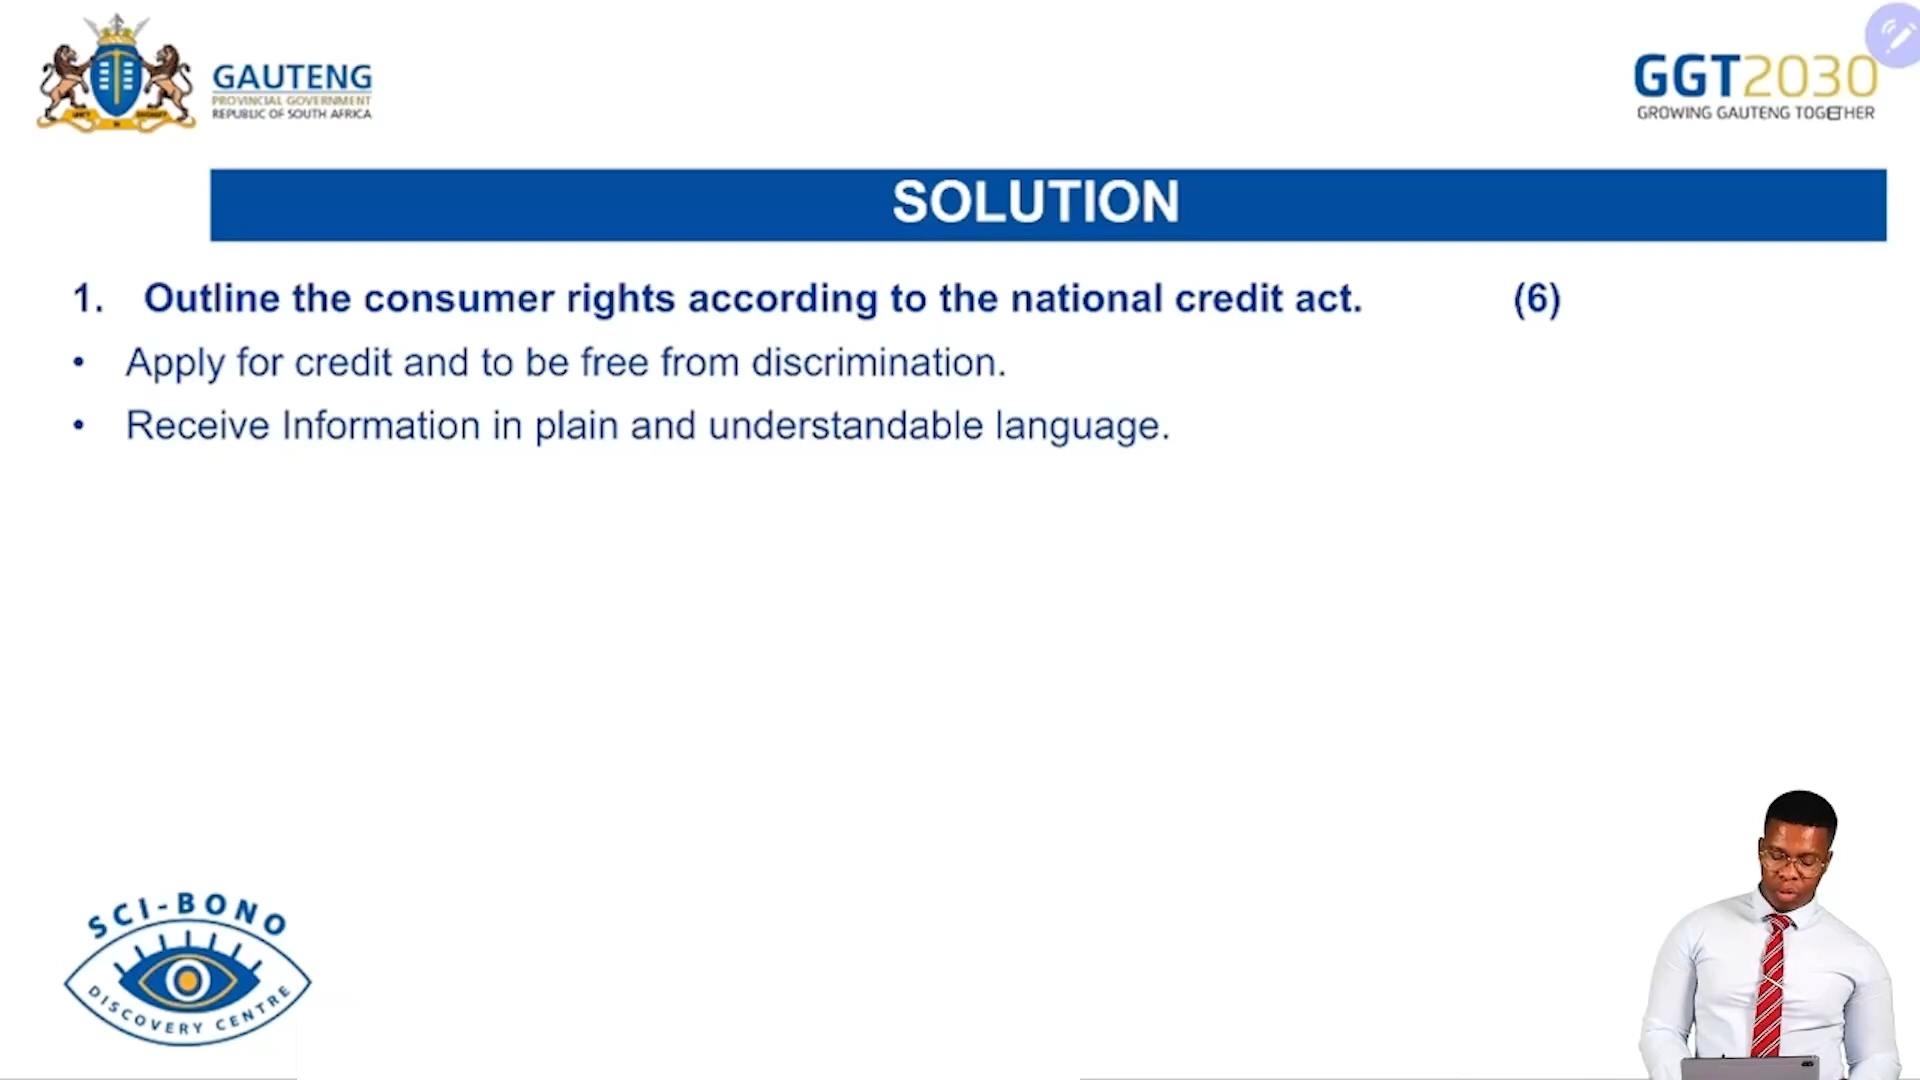 GAUTENG
PROVINCIAL GOVERNMENT
REPUBLIC OF SOUTH AFRICA
GGT2030
GROWING GAUTENG TOGETHER
SOLUTION
1. Outline the consumer rights according to the national credit act. (6)
• Apply for credit and to be free from discrimination.
• Receive Information in plain and understandable language.
SCI-BONO
DISCOVERY CENTRE